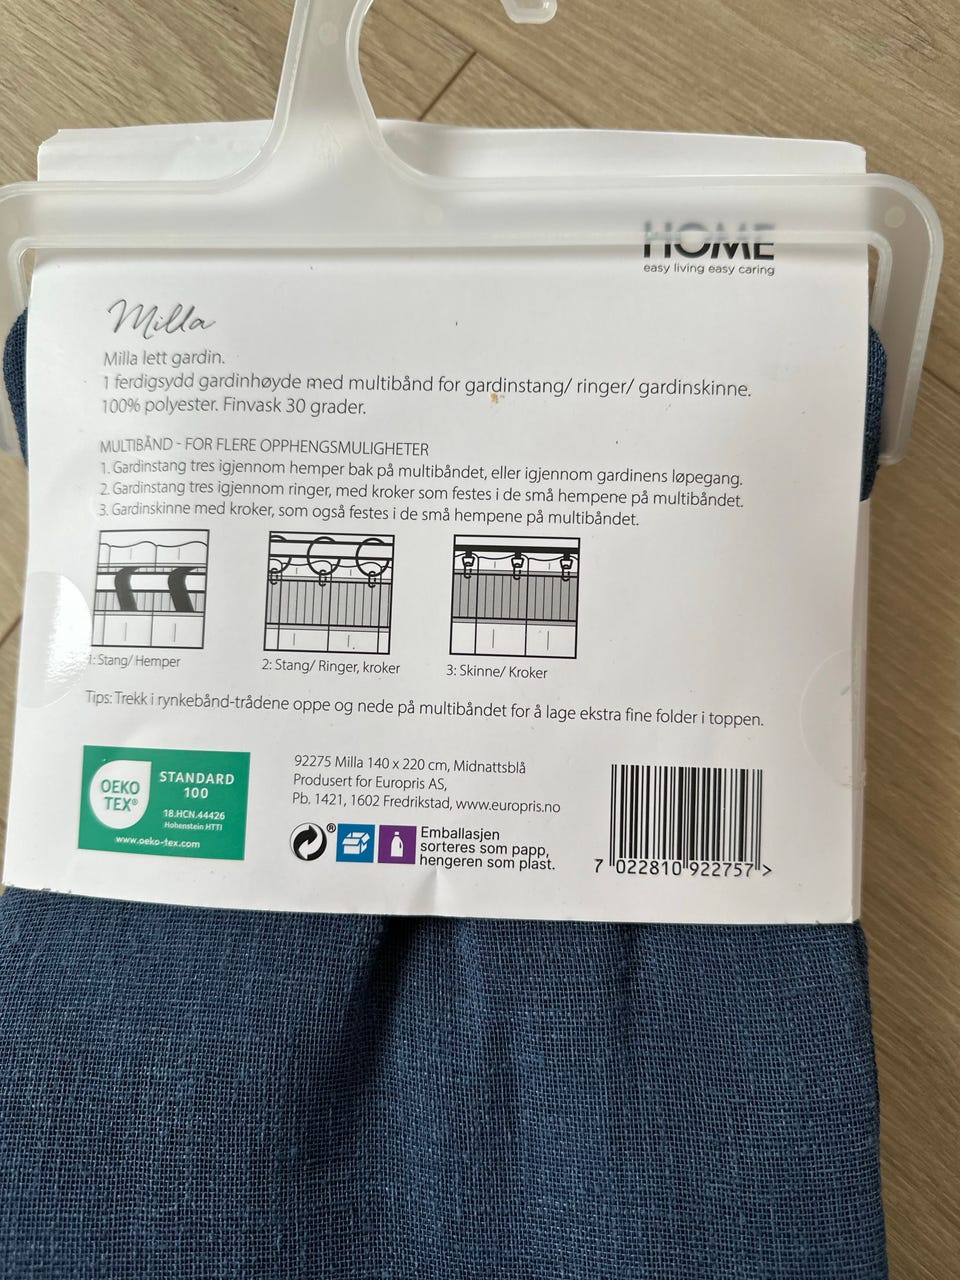 HOME
easy living easy caring
Milla
Milla lett gardin.
1 ferdigsydd gardinhøyde med multibånd for gardinstang/ ringer/ gardinskinne.
100% polyester. Finvask 30 grader.
MULTIBÅND - FOR FLERE OPPHENGSMULIGHETER
1. Gardinstang tres igjennom hemper bak på multibåndet, eller igjennom gardinens løpegang.
2. Gardinstang tres igjennom ringer, med kroker som festes i de små hempene på multibåndet.
3. Gardinskinne med kroker, som også festes i de små hempene på multibåndet.
1: Stang/ Hemper
2: Stang/ Ringer, kroker
3: Skinne/ Kroker
Tips: Trekk i rynkebånd-trådene oppe og nede på multibåndet for å lage ekstra fine folder i toppen.
OEKO
TEX®
STANDARD
100
18.HCN.44426
Hohenstein HTTI
www.oeko-tex.com
92275 Milla 140 x 220 cm, Midnattsblå
Produsert for Europris AS,
Pb. 1421, 1602 Fredrikstad, www.europris.no
®
Emballasjen
sorteres som papp,
hengeren som plast.
7 022810 922757 >